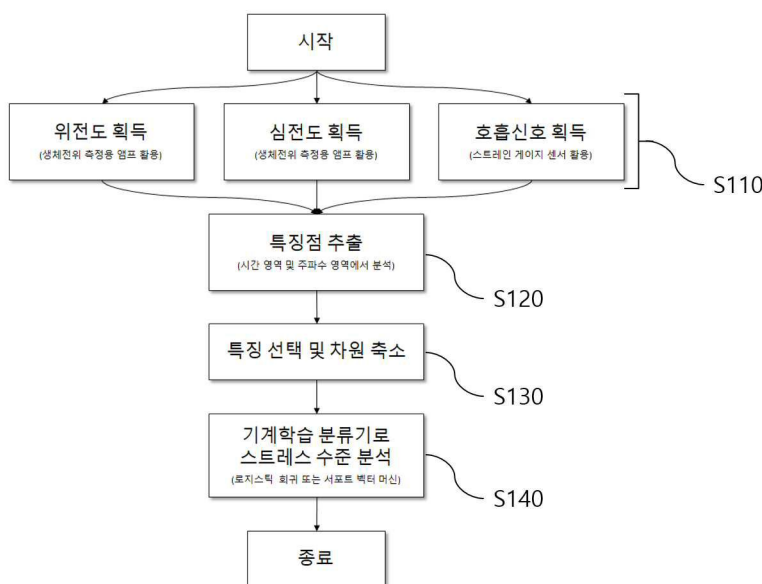 시작
위전도 획득
(생체전위 측정용 앰프 활용)
심전도 획득
(생체전위 측정용 앰프 활용)
호흡신호 획득
(스트레인 게이지 센서 활용)
S110
특징점 추출
(시간 영역 및 주파수 영역에서 분석)
S120
특징 선택 및 차원 축소
S130
기계학습 분류기로
스트레스 수준 분석
(로지스틱 회귀 또는 서포트 벡터 머신)
S140
종료